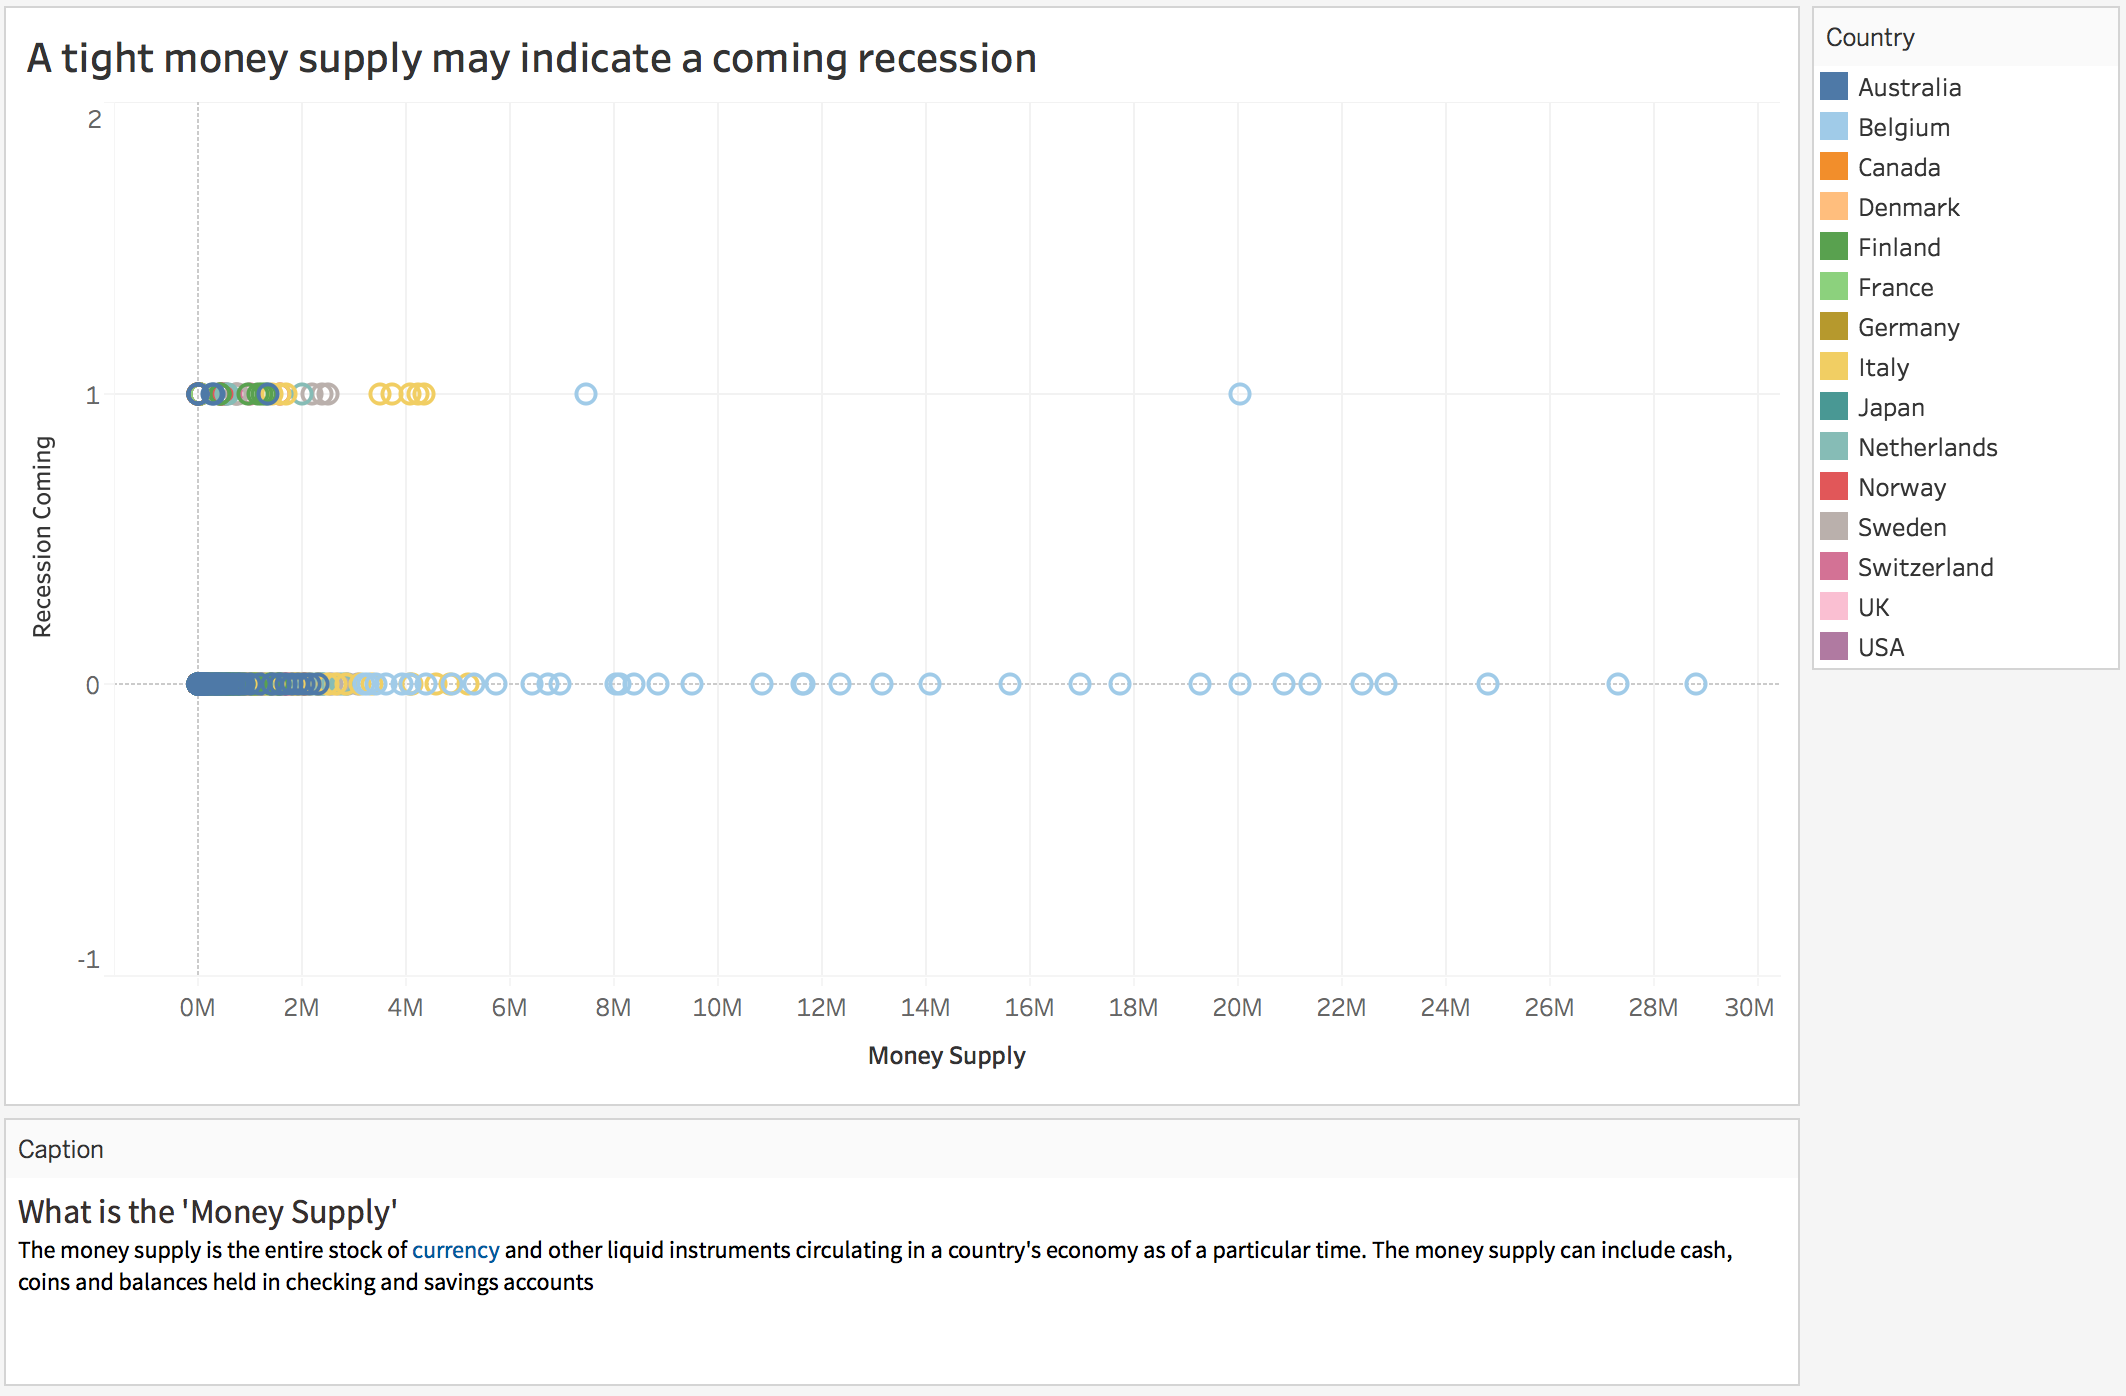 A tight money supply may indicate a coming recession
2
1
0
-1
Recession Coming
0M 2M 4M 6M 8M 10M 12M 14M 16M 18M 20M 22M 24M 26M 28M 30M
Money Supply
Country
Australia
Belgium
Canada
Denmark
Finland
France
Germany
Italy
Japan
Netherlands
Norway
Sweden
Switzerland
UK
USA
Caption
What is the 'Money Supply'
The money supply is the entire stock of currency and other liquid instruments circulating in a country's economy as of a particular time. The money supply can include cash,
coins and balances held in checking and savings accounts